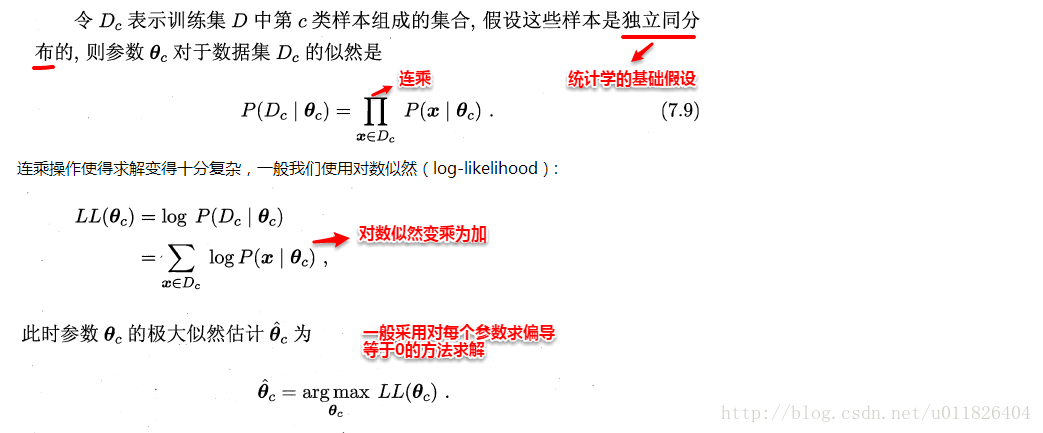 令 D_c 表示训练集 D 中第 c 类样本组成的集合, 假设这些样本是独立同分
布的, 则参数 θ_c 对于数据集 D_c 的似然是
连乘
统计学的基础假设
P(D_c | θ_c) = ∏_{x∈D_c} P(x | θ_c) . (7.9)
连乘操作使得求解变得十分复杂，一般我们使用对数似然（log-likelihood）:
LL(θ_c) = log P(D_c | θ_c)
= ∑_{x∈D_c} log P(x | θ_c) ,
对数似然变乘为加
此时参数 θ_c 的极大似然估计 θ̂_c 为
一般采用对每个参数求偏导
等于0的方法求解
θ̂_c = arg max_{θ_c} LL(θ_c) .
http://blog.csdn.net/u011826404